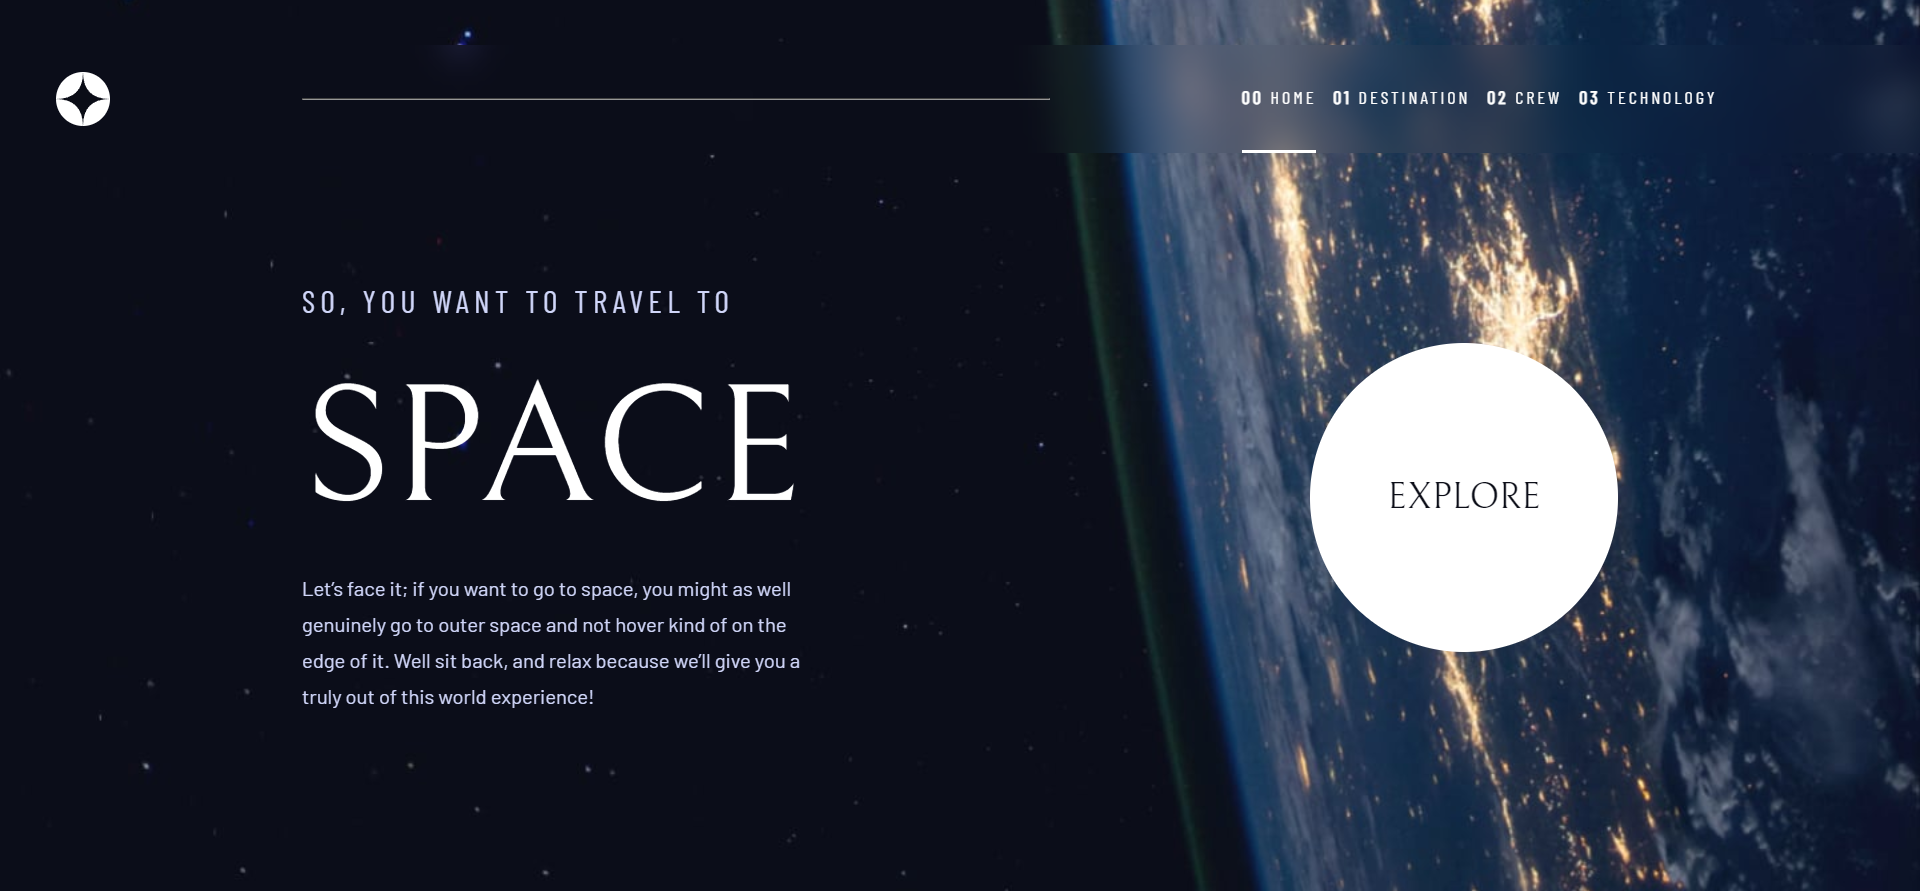 00 HOME 01 DESTINATION 02 CREW 03 TECHNOLOGY
SO, YOU WANT TO TRAVEL TO
SPACE
Let’s face it; if you want to go to space, you might as well
genuinely go to outer space and not hover kind of on the
edge of it. Well sit back, and relax because we’ll give you a
truly out of this world experience!
EXPLORE